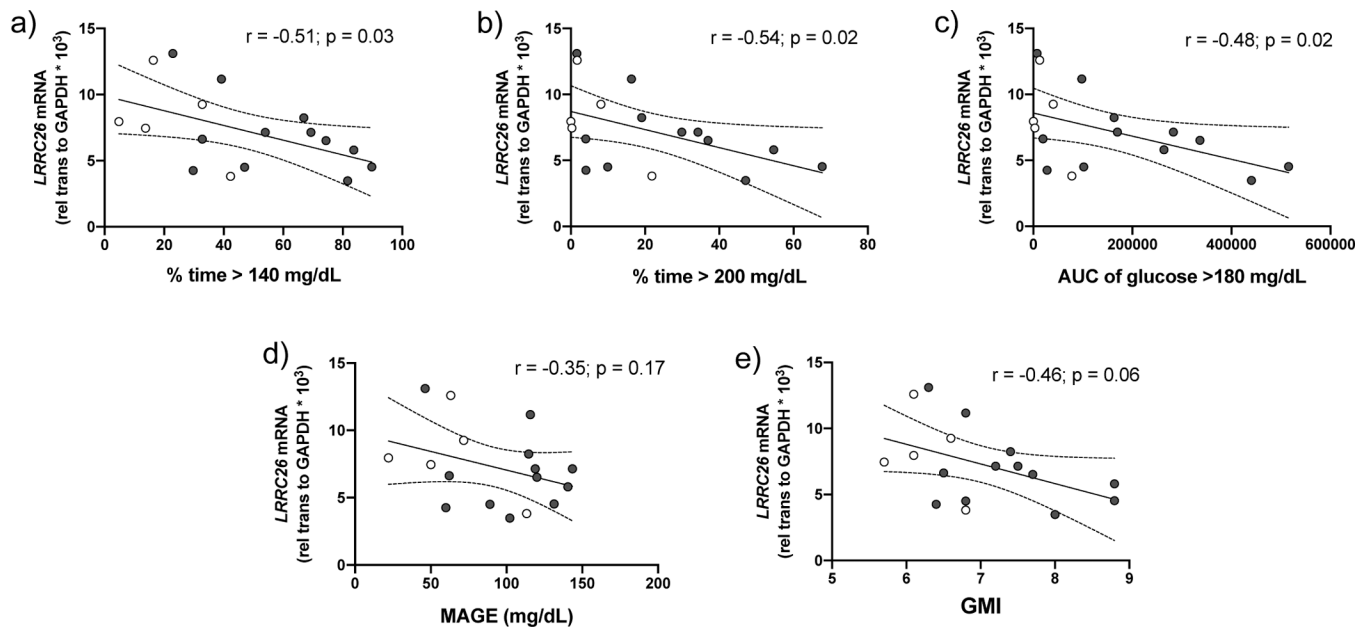 a)
r = -0.51; p = 0.03
LRRC26 mRNA
(rel trans to GAPDH * 10³)
15
10
5
0
0 20 40 60 80 100
% time > 140 mg/dL
b)
r = -0.54; p = 0.02
LRRC26 mRNA
(rel trans to GAPDH * 10³)
15
10
5
0
0 20 40 60 80
% time > 200 mg/dL
c)
r = -0.48; p = 0.02
LRRC26 mRNA
(rel trans to GAPDH * 10³)
15
10
5
0
0 200000 400000 600000
AUC of glucose >180 mg/dL
d)
r = -0.35; p = 0.17
LRRC26 mRNA
(rel trans to GAPDH * 10³)
15
10
5
0
0 50 100 150 200
MAGE (mg/dL)
e)
r = -0.46; p = 0.06
LRRC26 mRNA
(rel trans to GAPDH * 10³)
15
10
5
0
5 6 7 8 9
GMI